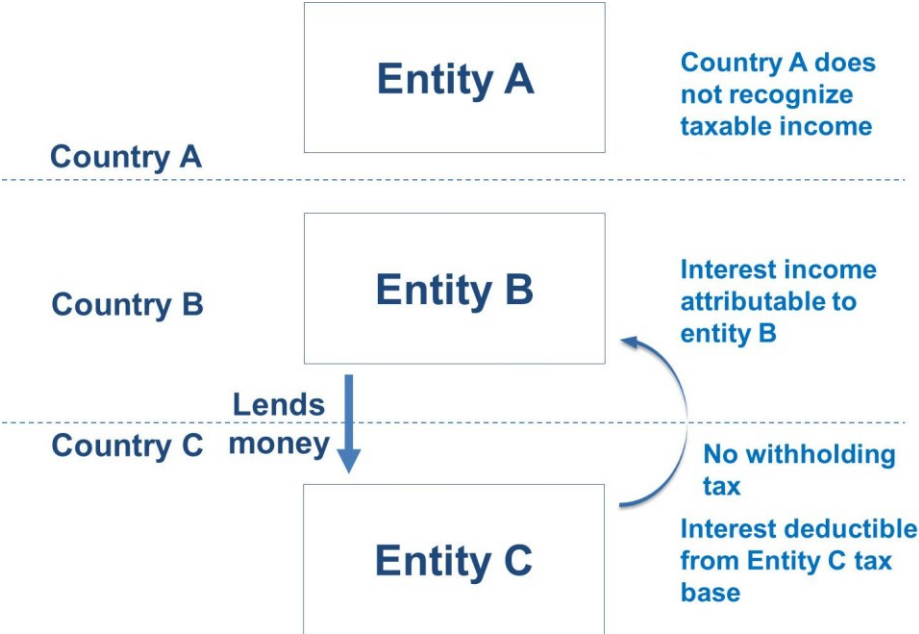 Entity A
Country A does
not recognize
taxable income
Country A
Entity B
Country B
Interest income
attributable to
entity B
Lends
money
Country C
No withholding
tax
Entity C
Interest deductible
from Entity C tax
base